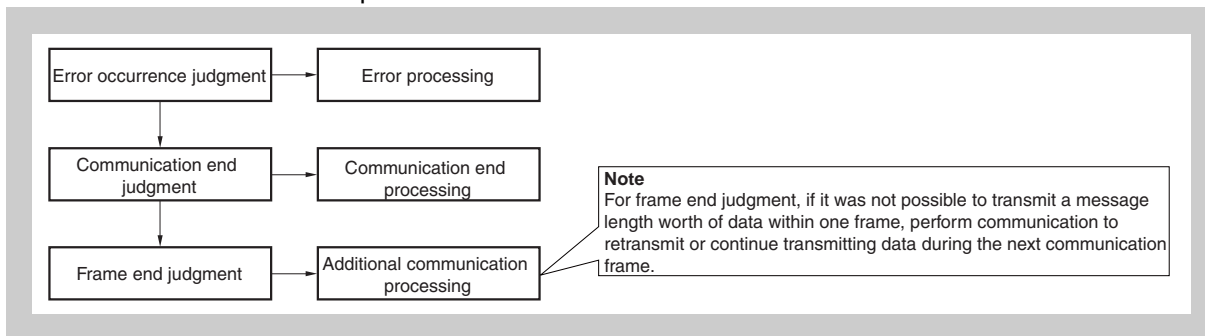 Error occurrence judgment
Error processing
Communication end
judgment
Communication end
processing
Frame end judgment
Additional communication
processing
Note
For frame end judgment, if it was not possible to transmit a message
length worth of data within one frame, perform communication to
retransmit or continue transmitting data during the next communication
frame.